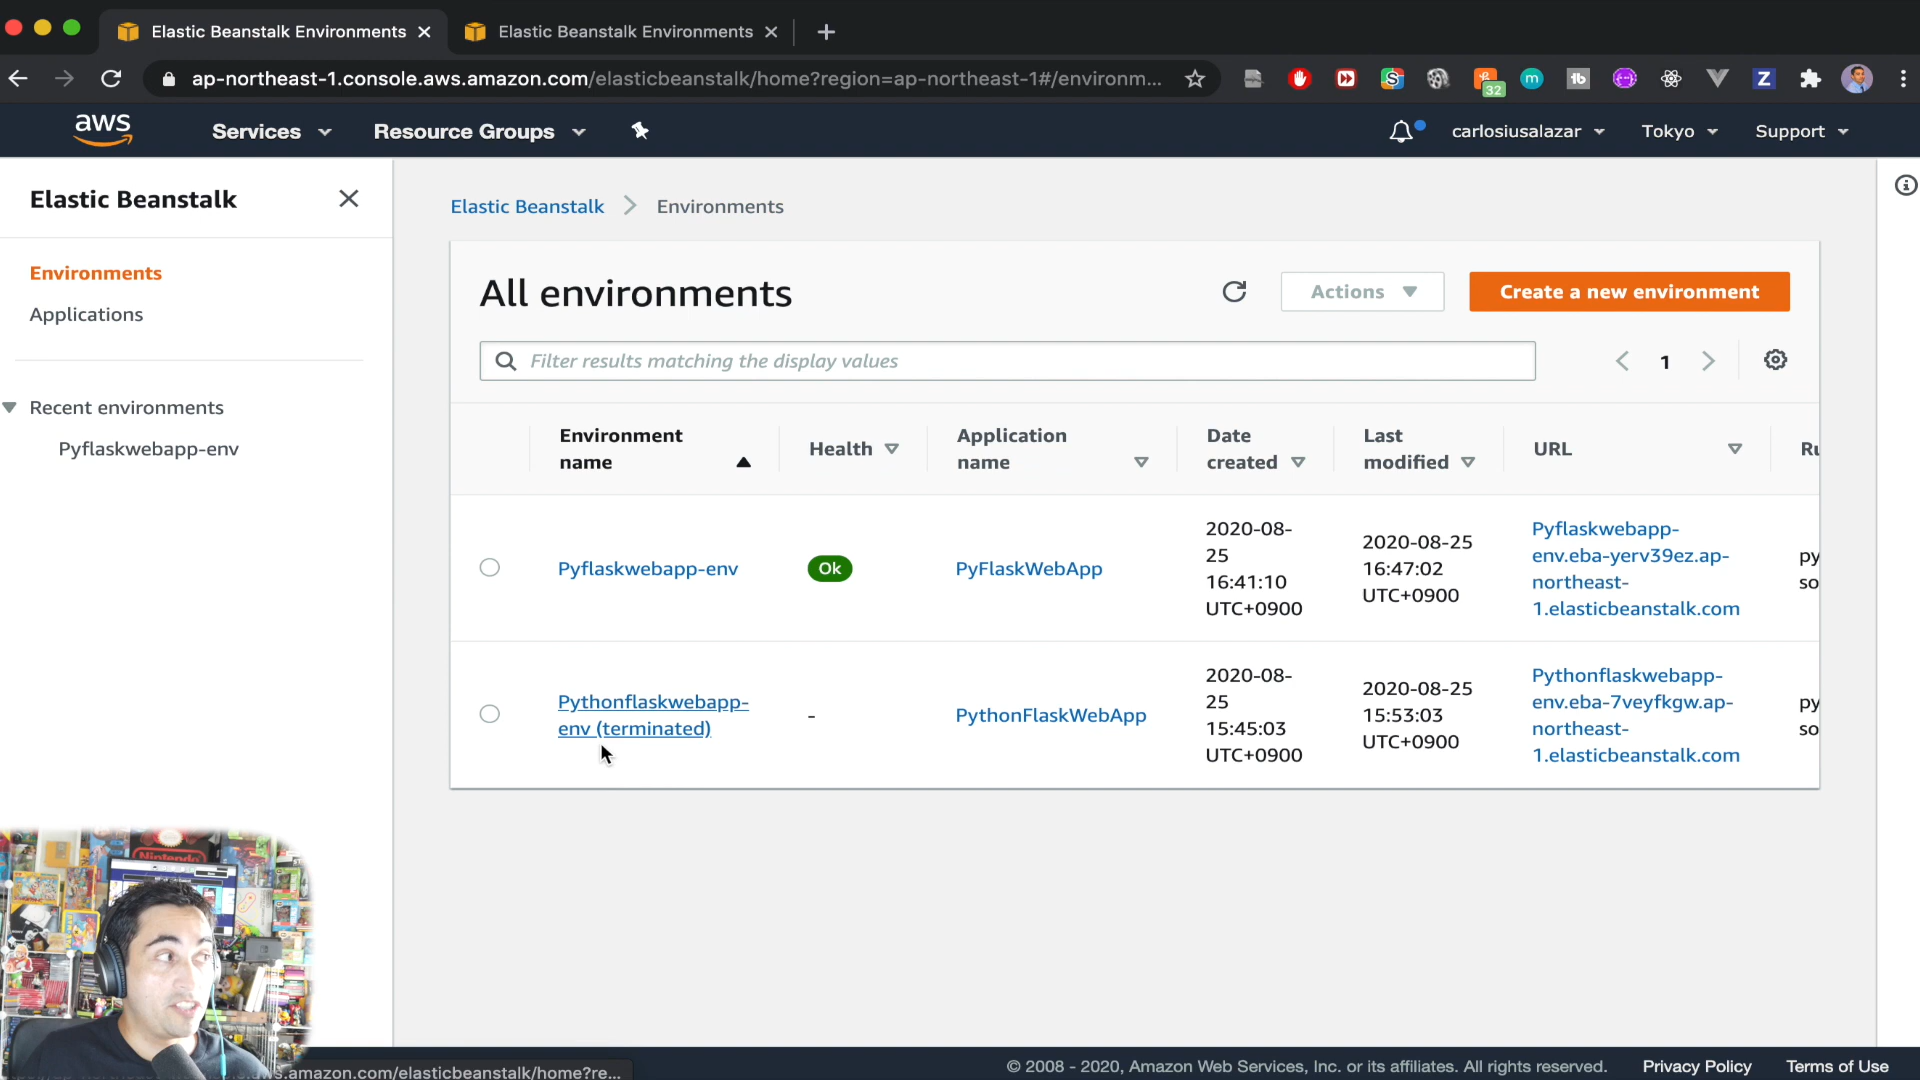 Elastic Beanstalk Environments
Elastic Beanstalk Environments
ap-northeast-1.console.aws.amazon.com/elasticbeanstalk/home?region=ap-northeast-1#/environm...
32
aws
Services
Resource Groups
carlosiusalazar
Tokyo
Support
Elastic Beanstalk
Environments
Applications
Recent environments
Pyflaskwebapp-env
Elastic Beanstalk
Environments
All environments
Actions
Create a new environment
Filter results matching the display values
1
Environment
name
Health
Application
name
Date
created
Last
modified
URL
Pyflaskwebapp-env
Ok
PyFlaskWebApp
2020-08-
25
16:41:10
UTC+0900
2020-08-25
16:47:02
UTC+0900
Pyflaskwebapp-
env.eba-yerv39ez.ap-
northeast-
1.elasticbeanstalk.com
py
so
Pythonflaskwebapp-
env (terminated)
-
PythonFlaskWebApp
2020-08-
25
15:45:03
UTC+0900
2020-08-25
15:53:03
UTC+0900
Pythonflaskwebapp-
env.eba-7veyfkgw.ap-
northeast-
1.elasticbeanstalk.com
py
so
Nintendo
.amazon.com/elasticbeanstalk/home?re...
© 2008 - 2020, Amazon Web Services, Inc. or its affiliates. All rights reserved.
Privacy Policy
Terms of Use